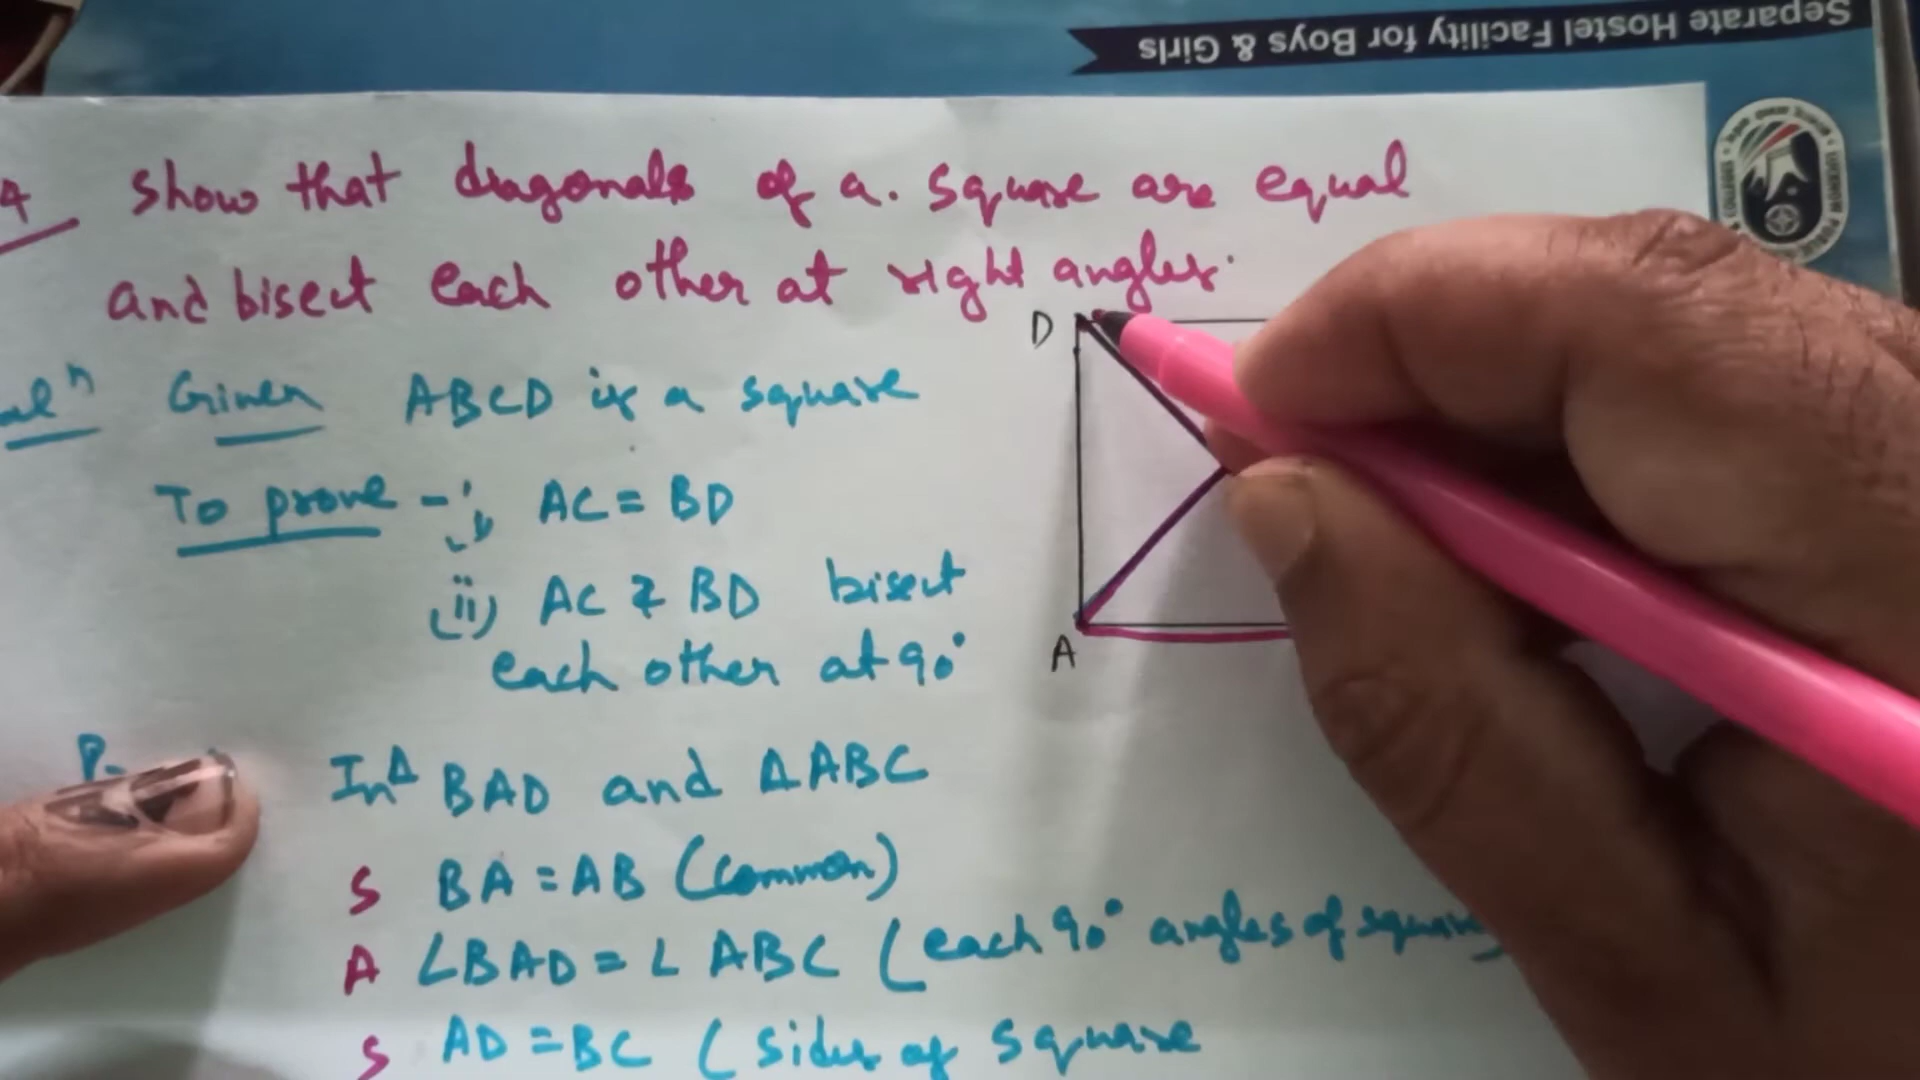 Separate Hostel Facility for Boys & Girls
4 Show that diagonals of a. square are equal
and bisect each other at right angles.
D
Given ABCD is a square
To prove - i) AC = BD
(ii) AC & BD bisect
each other at 90°
A
In Δ BAD and Δ ABC
S BA = AB (common)
A ∠BAD = ∠ABC (each 90° angles of square)
S AD = BC (sides of square